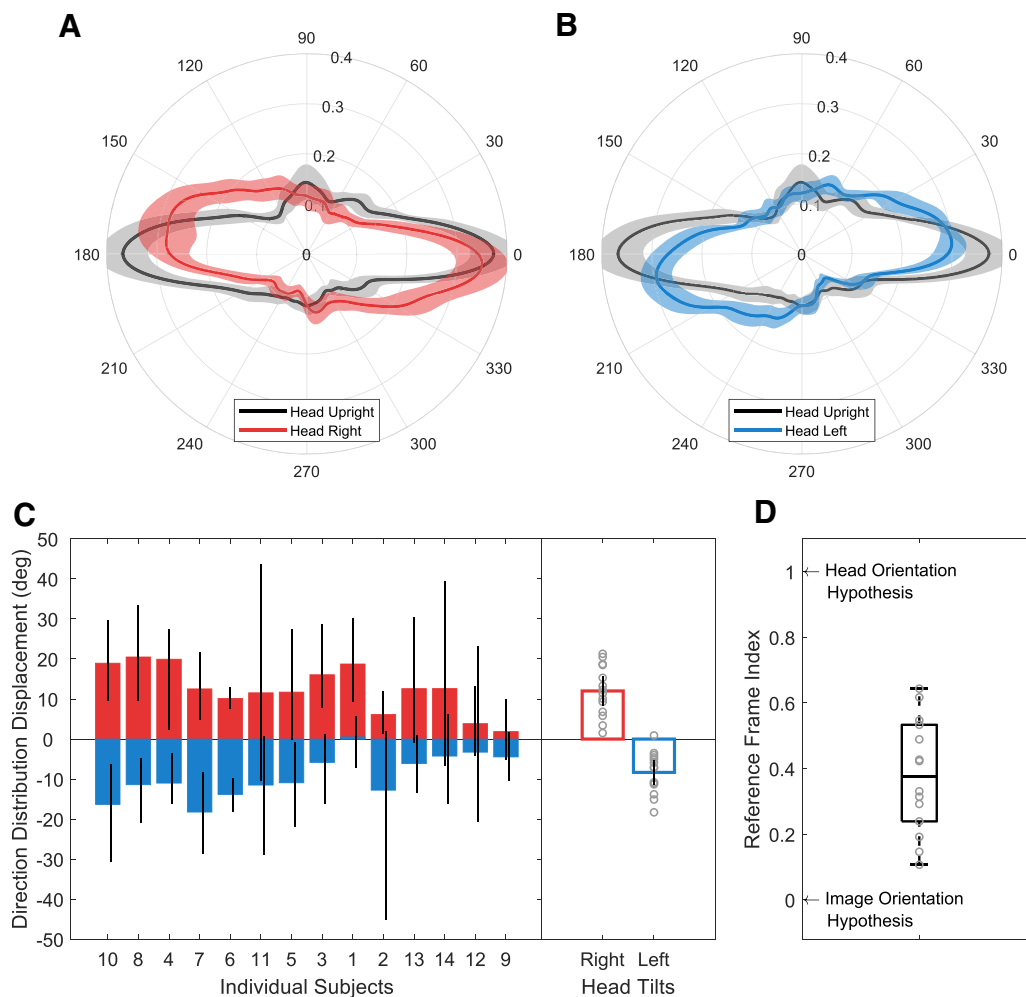 A
90
120
60
150
30
180
0
210
330
240
300
270
0.4
0.3
0.2
0.1
0
Head Upright
Head Right
B
90
120
60
150
30
180
0
210
330
240
300
270
0.4
0.3
0.2
0.1
0
Head Upright
Head Left
C
Direction Distribution Displacement (deg)
50
40
30
20
10
0
-10
-20
-30
-40
-50
10 8 4 7 6 11 5 3 1 2 13 14 12 9
Individual Subjects
Right Left
Head Tilts
D
Reference Frame Index
1
0.8
0.6
0.4
0.2
0
Head Orientation
Hypothesis
Image Orientation
Hypothesis